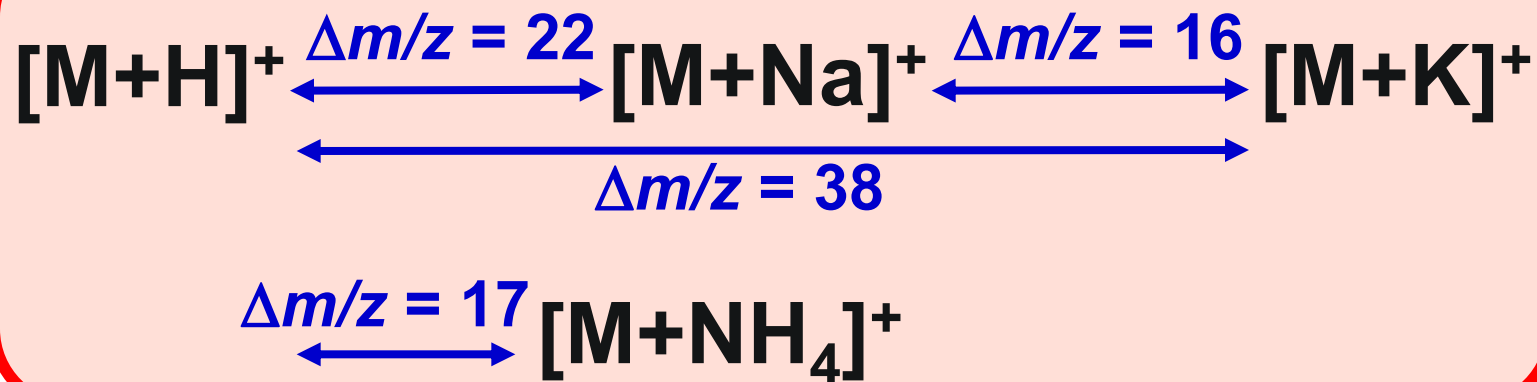 [M+H]⁺ Δm/z = 22 [M+Na]⁺ Δm/z = 16 [M+K]⁺
Δm/z = 38
Δm/z = 17 [M+NH₄]⁺